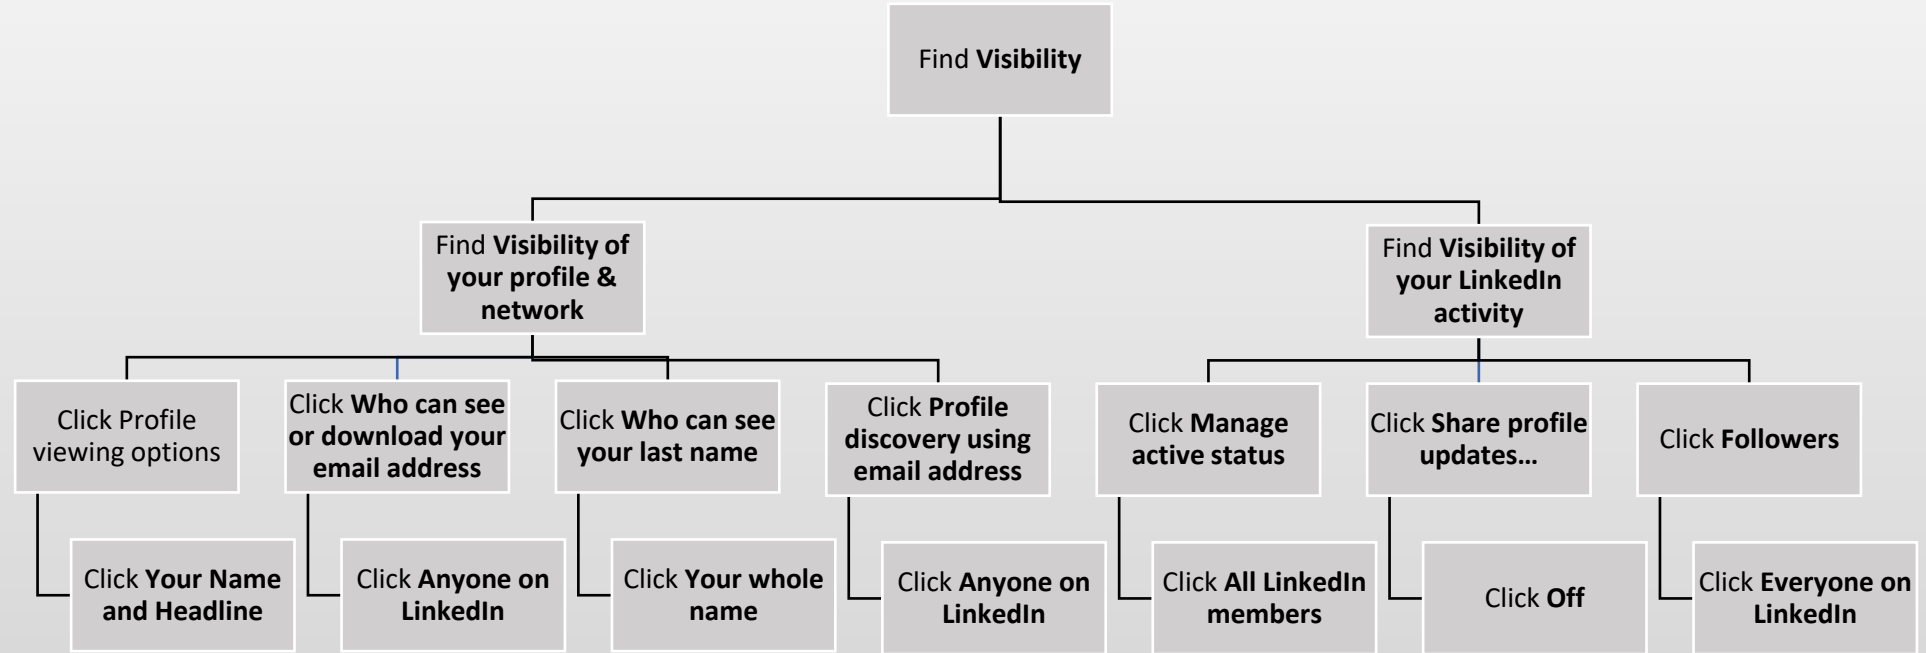 Find Visibility
Find Visibility of
your profile &
network
Find Visibility of
your LinkedIn
activity
Click Profile
viewing options
Click Who can see
or download your
email address
Click Who can see
your last name
Click Profile
discovery using
email address
Click Manage
active status
Click Share profile
updates…
Click Followers
Click Your Name
and Headline
Click Anyone on
LinkedIn
Click Your whole
name
Click Anyone on
LinkedIn
Click All LinkedIn
members
Click Off
Click Everyone on
LinkedIn